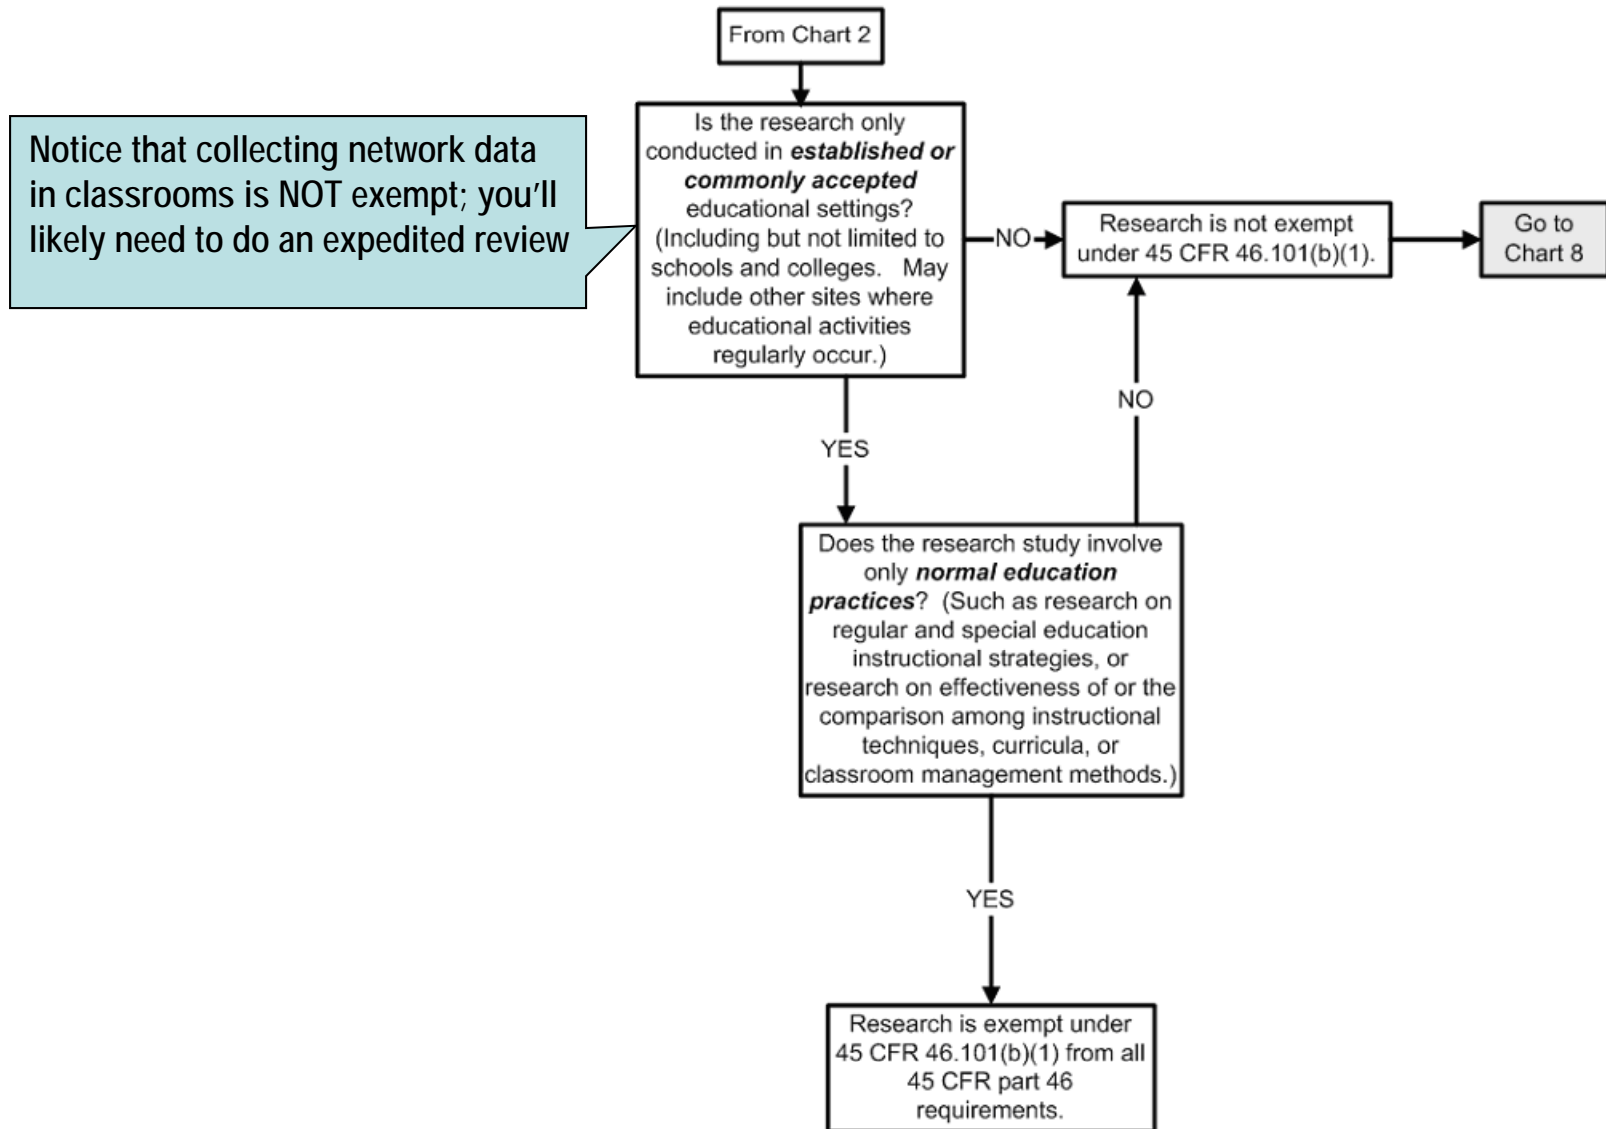 From Chart 2
Notice that collecting network data
in classrooms is NOT exempt; you'll
likely need to do an expedited review
Is the research only
conducted in established or
commonly accepted
educational settings?
(Including but not limited to
schools and colleges. May
include other sites where
educational activities
regularly occur.)
NO
Research is not exempt
under 45 CFR 46.101(b)(1).
Go to
Chart 8
YES
NO
Does the research study involve
only normal education
practices? (Such as research on
regular and special education
instructional strategies, or
research on effectiveness of or the
comparison among instructional
techniques, curricula, or
classroom management methods.)
YES
Research is exempt under
45 CFR 46.101(b)(1) from all
45 CFR part 46
requirements.